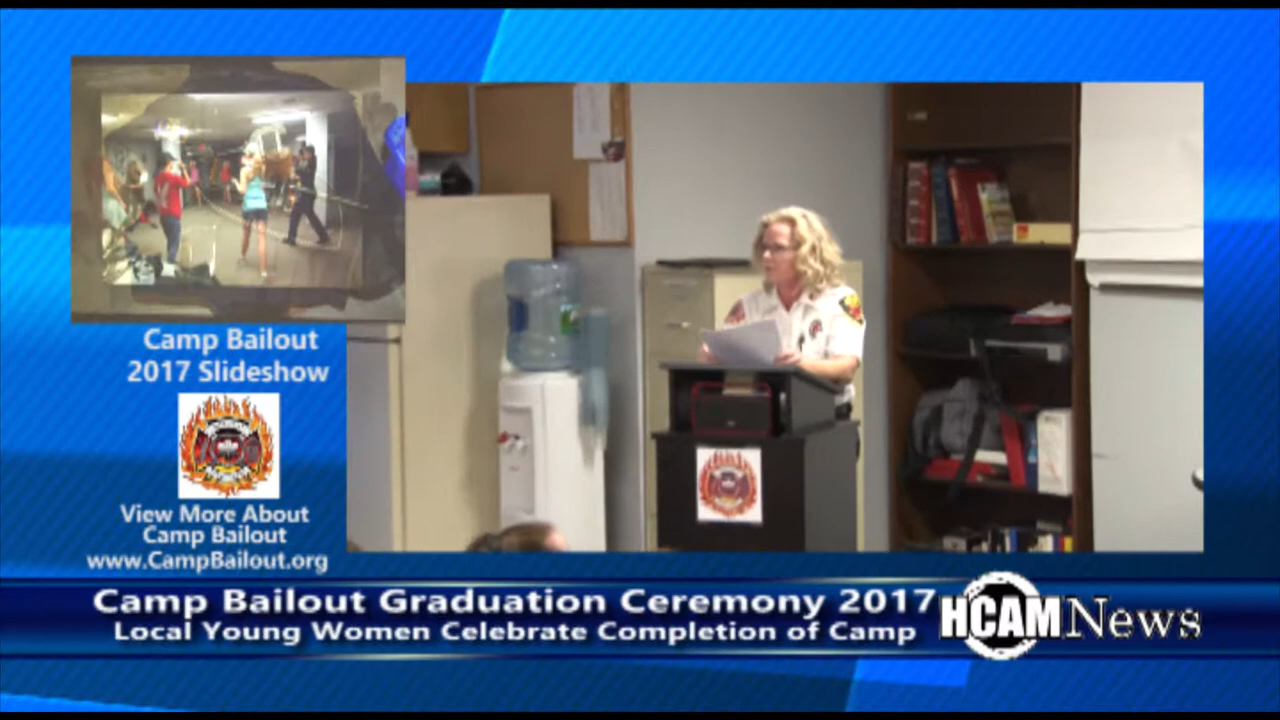 Camp Bailout
2017 Slideshow
View More About
Camp Bailout
www.CampBailout.org
Camp Bailout Graduation Ceremony 2017
Local Young Women Celebrate Completion of Camp
HCAM News